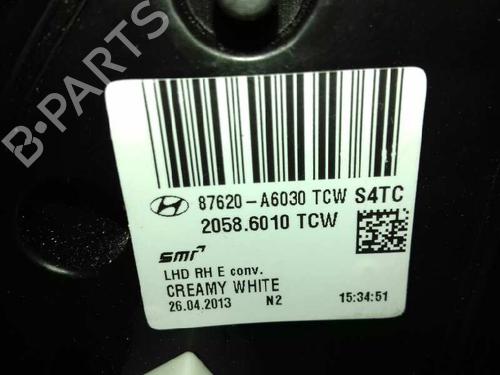 B-PARTS
87620-A6030 TCW S4TC
2058.6010 TCW
smr
LHD RH E conv.
CREAMY WHITE
26.04.2013 N2 15:34:51